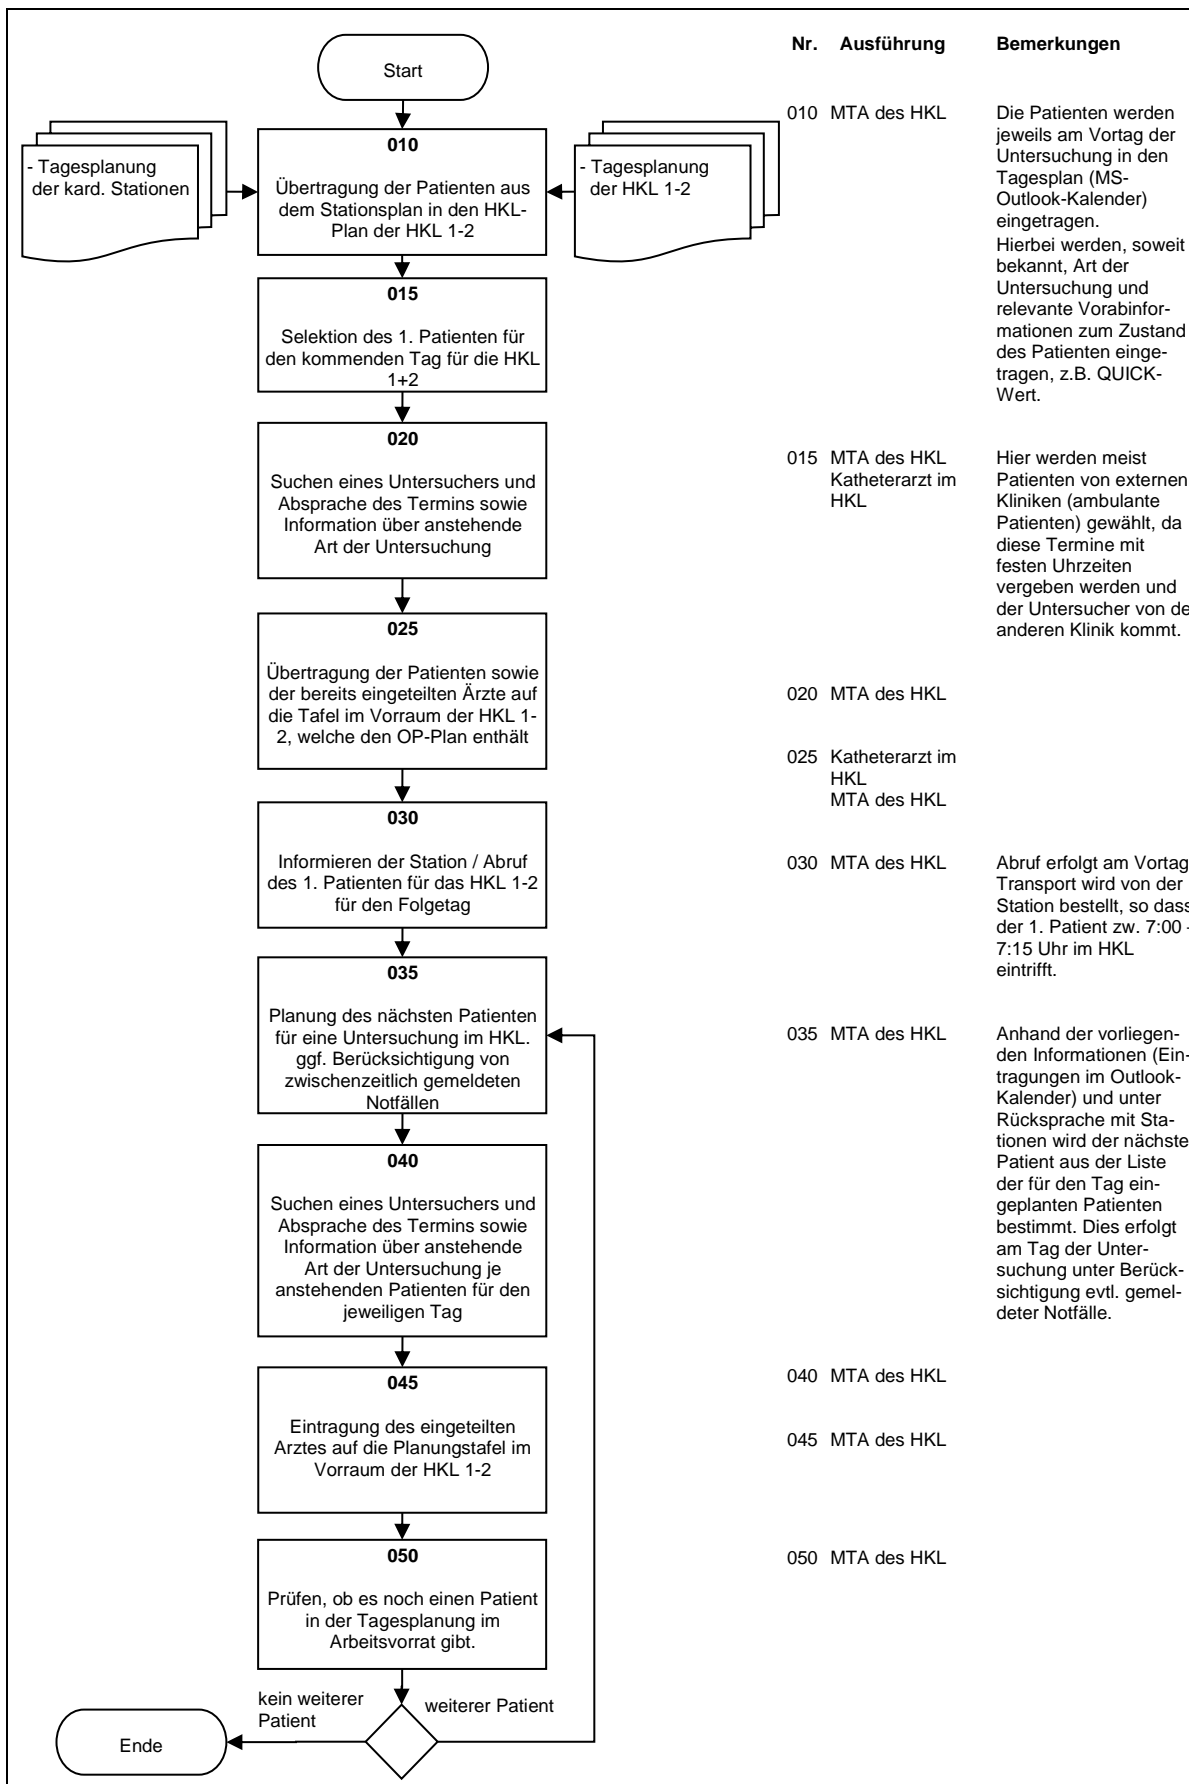 Start
- Tagesplanung
der kard. Stationen
- Tagesplanung
der HKL 1-2
010
Übertragung der Patienten aus
dem Stationsplan in den HKL-
Plan der HKL 1-2
015
Selektion des 1. Patienten für
den kommenden Tag für die HKL
1+2
020
Suchen eines Untersuchers und
Absprache des Termins sowie
Information über anstehende
Art der Untersuchung
025
Übertragung der Patienten sowie
der bereits eingeteilten Ärzte auf
die Tafel im Vorraum der HKL 1-
2, welche den OP-Plan enthält
030
Informieren der Station / Abruf
des 1. Patienten für das HKL 1-2
für den Folgetag
035
Planung des nächsten Patienten
für eine Untersuchung im HKL.
ggf. Berücksichtigung von
zwischenzeitlich gemeldeten
Notfällen
040
Suchen eines Untersuchers und
Absprache des Termins sowie
Information über anstehende
Art der Untersuchung je
anstehenden Patienten für den
jeweiligen Tag
045
Eintragung des eingeteilten
Arztes auf die Planungstafel im
Vorraum der HKL 1-2
050
Prüfen, ob es noch einen Patient
in der Tagesplanung im
Arbeitsvorrat gibt.
kein weiterer
Patient
weiterer Patient
Ende
Nr. Ausführung Bemerkungen
010 MTA des HKL Die Patienten werden
jeweils am Vortag der
Untersuchung in den
Tagesplan (MS-
Outlook-Kalender)
eingetragen.
Hierbei werden, soweit
bekannt, Art der
Untersuchung und
relevante Vorabinfor-
mationen zum Zustand
des Patienten einge-
tragen, z.B. QUICK-
Wert.
015 MTA des HKL Hier werden meist
Katheterarzt im Patienten von externen
HKL Kliniken (ambulante
Patienten) gewählt, da
diese Termine mit
festen Uhrzeiten
vergeben werden und
der Untersucher von de
anderen Klinik kommt.
020 MTA des HKL
025 Katheterarzt im
HKL
MTA des HKL
030 MTA des HKL Abruf erfolgt am Vortag
Transport wird von der
Station bestellt, so dass
der 1. Patient zw. 7:00 -
7:15 Uhr im HKL
eintrifft.
035 MTA des HKL Anhand der vorliegen-
den Informationen (Ein-
tragungen im Outlook-
Kalender) und unter
Rücksprache mit Sta-
tionen wird der nächste
Patient aus der Liste
der für den Tag ein-
geplanten Patienten
bestimmt. Dies erfolgt
am Tag der Unter-
suchung unter Berück-
sichtigung evtl. gemel-
deter Notfälle.
040 MTA des HKL
045 MTA des HKL
050 MTA des HKL